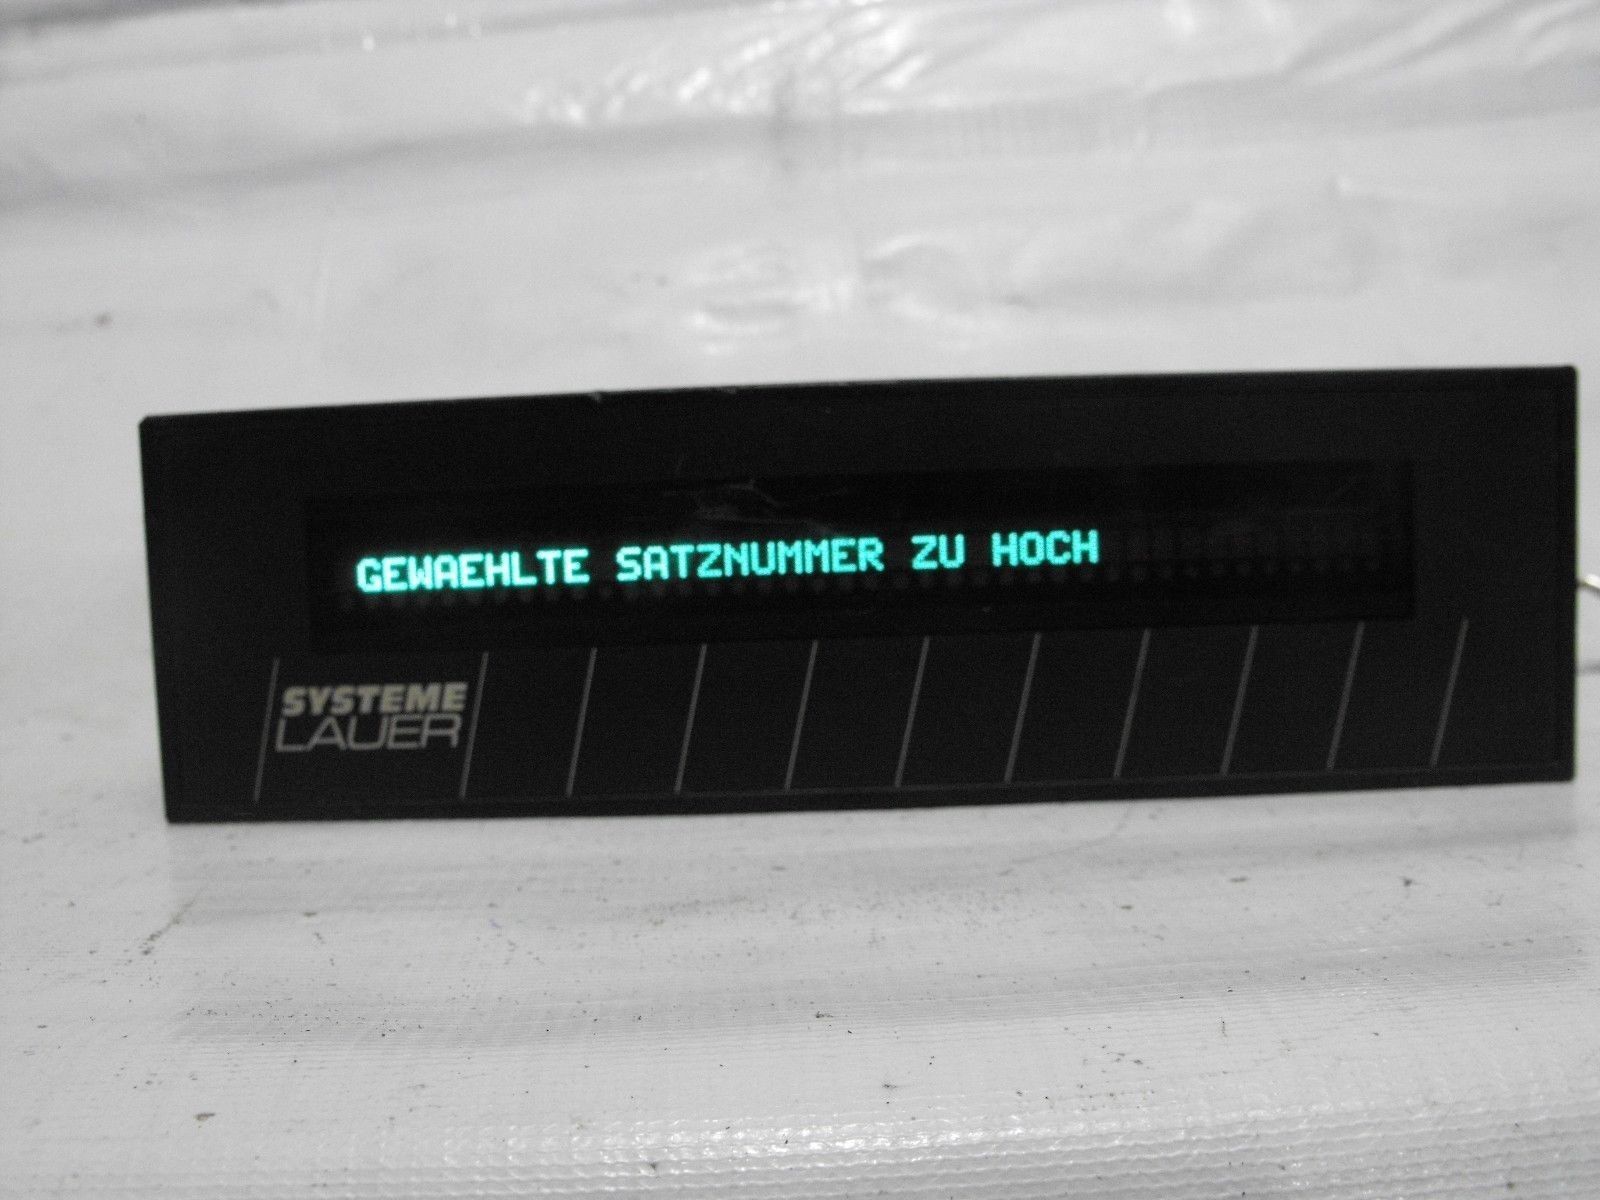 GEWAEHLTE SATZNUMMER ZU HOCH
SYSTEME
LAUER